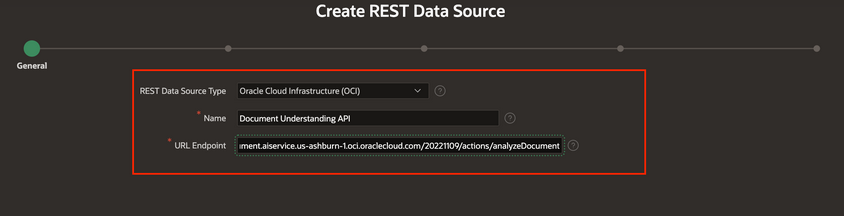 Create REST Data Source
General
REST Data Source Type Oracle Cloud Infrastructure (OCI) ?
* Name Document Understanding API ?
* URL Endpoint ument.aiservice.us-ashburn-1.oci.oraclecloud.com/20221109/actions/analyzeDocument ?